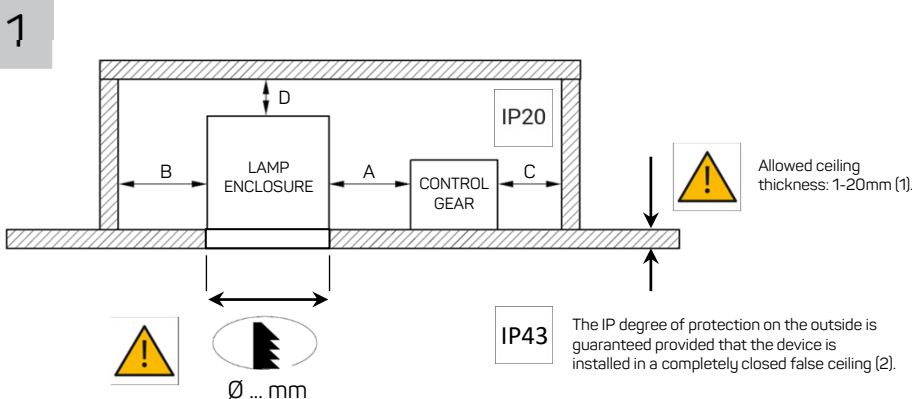 1
D
IP20
B
LAMP
ENCLOSURE
A
CONTROL
GEAR
C
Allowed ceiling
thickness: 1-20mm (1).
IP43
The IP degree of protection on the outside is
guaranteed provided that the device is
installed in a completely closed false ceiling (2).
Ø ... mm